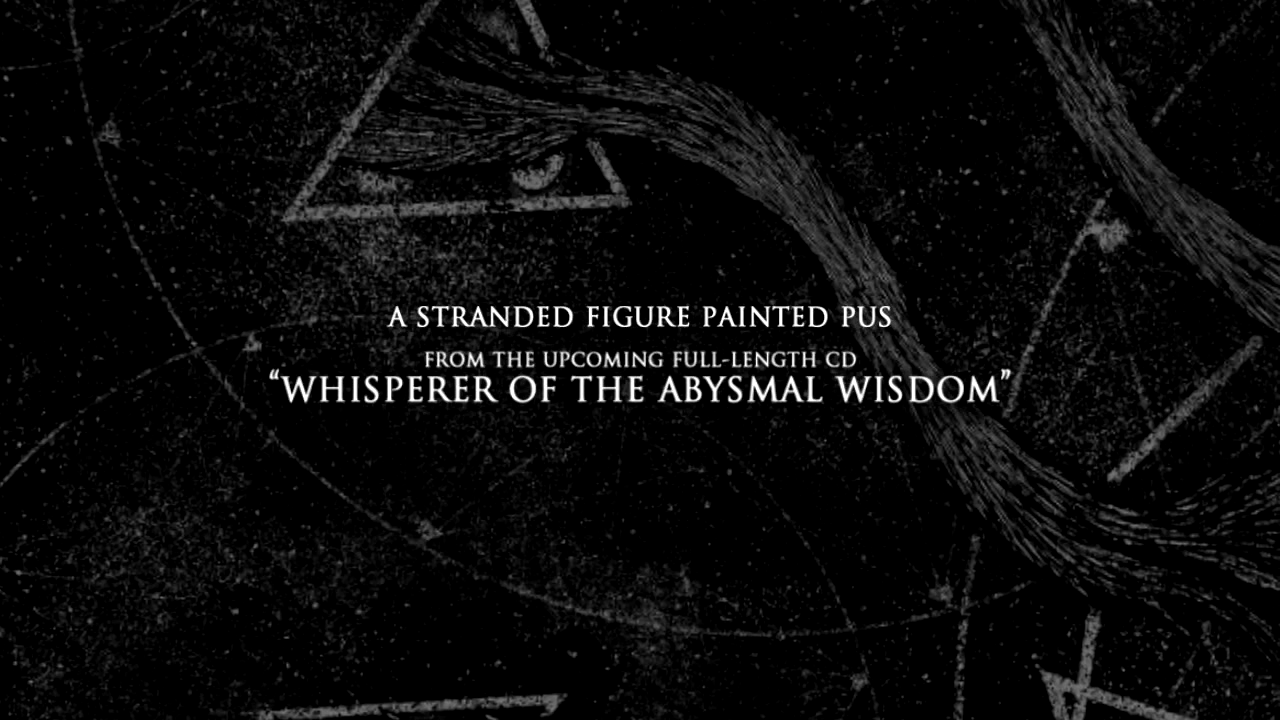 A STRANDED FIGURE PAINTED PUS
FROM THE UPCOMING FULL-LENGTH CD
“WHISPERER OF THE ABYSMAL WISDOM”